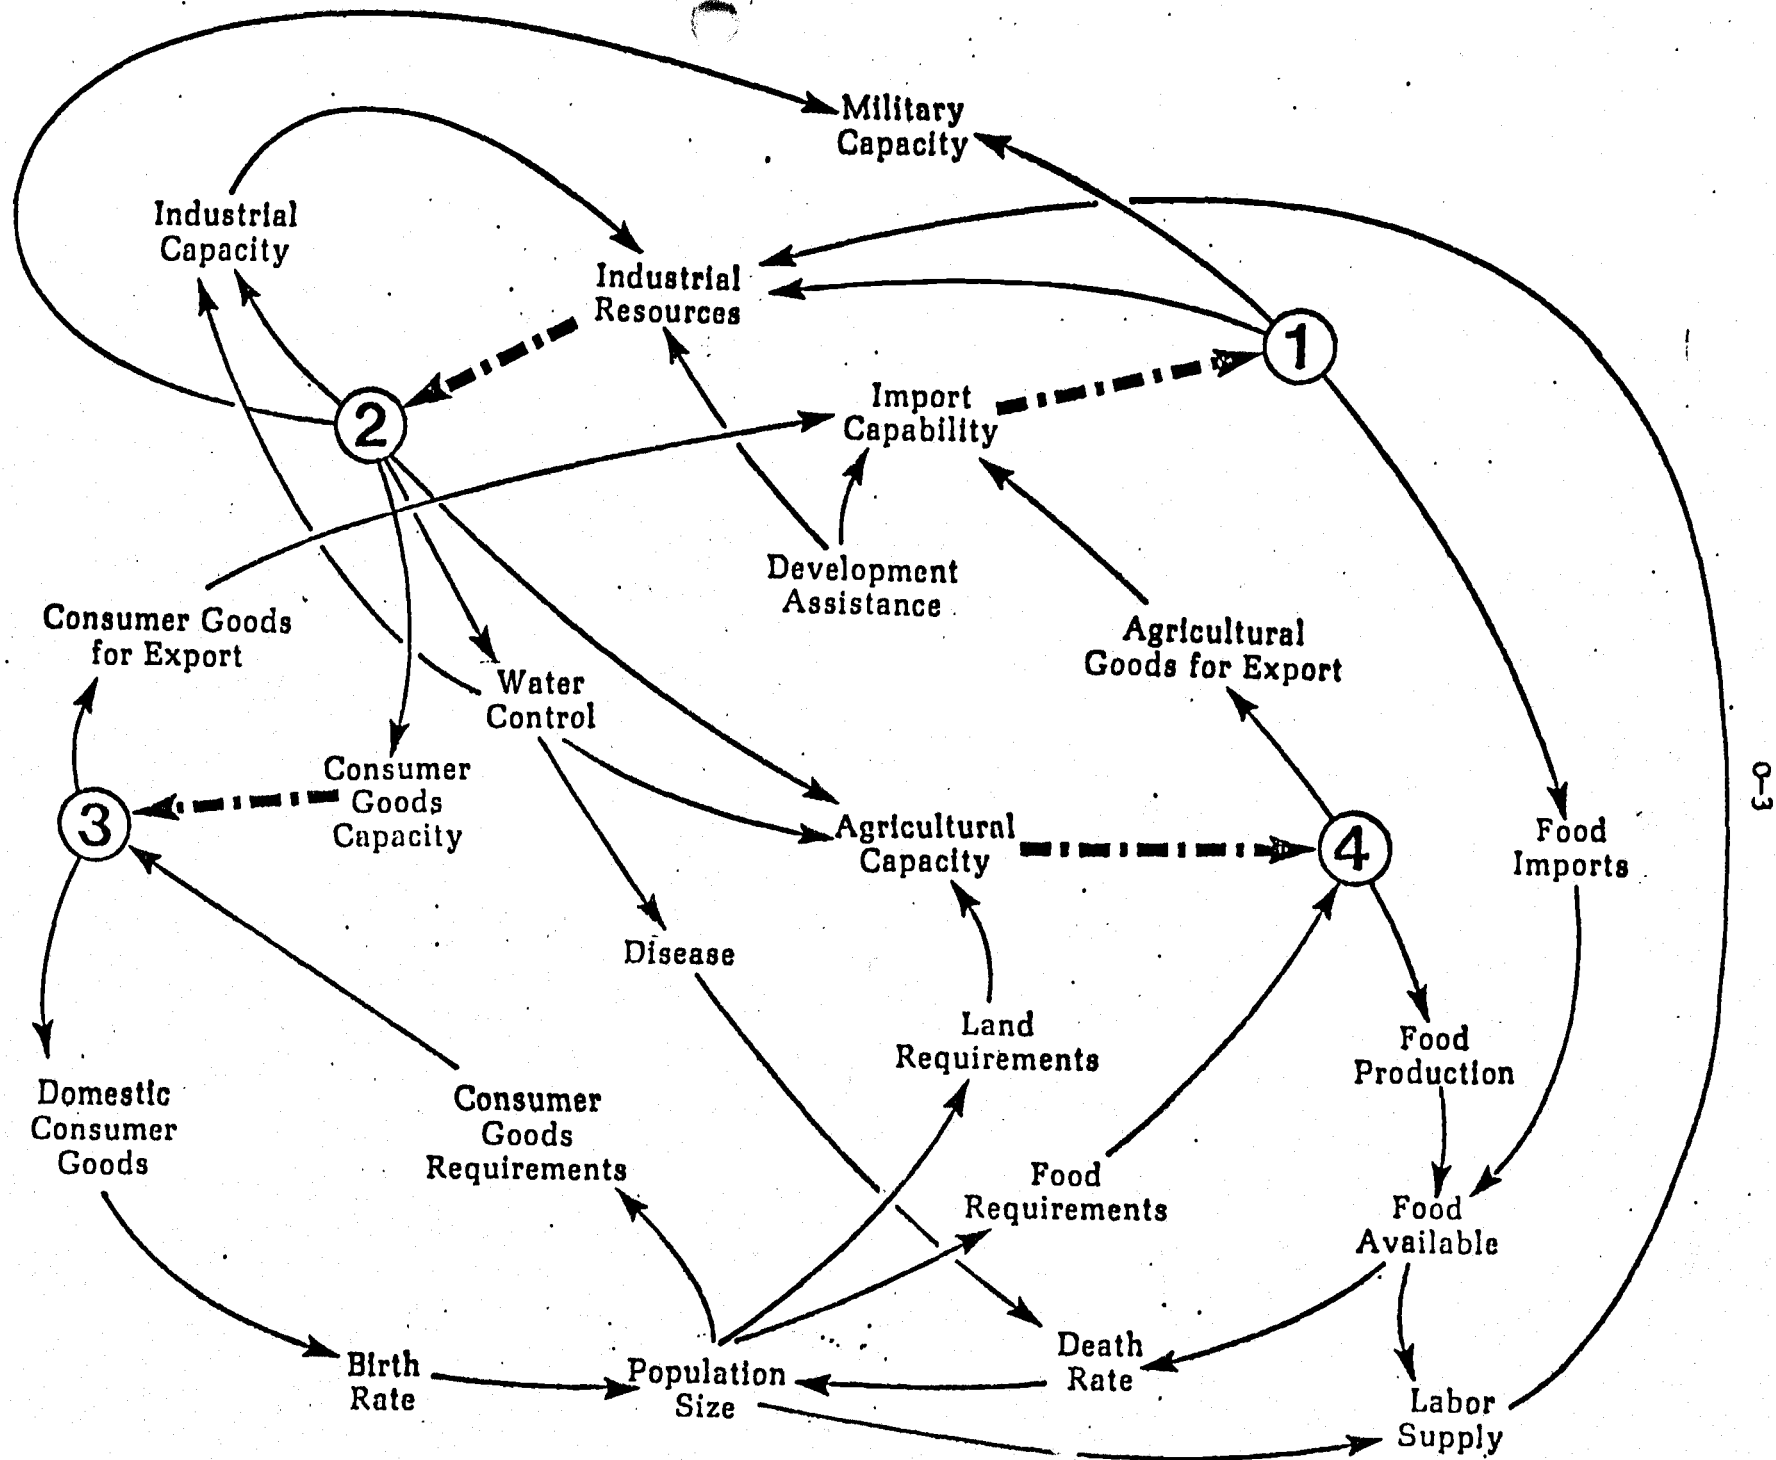 Military
Capacity
Industrial
Capacity
Industrial
Resources
1
Import
Capability
2
Development
Assistance
Consumer Goods
for Export
Agricultural
Goods for Export
Water
Control
Consumer
Goods
Capacity
3
Agricultural
Capacity
4
Food
Imports
0-3
Disease
Land
Requirements
Food
Production
Domestic
Consumer
Goods
Consumer
Goods
Requirements
Food
Requirements
Food
Available
Birth
Rate
Population
Size
Death
Rate
Labor
Supply